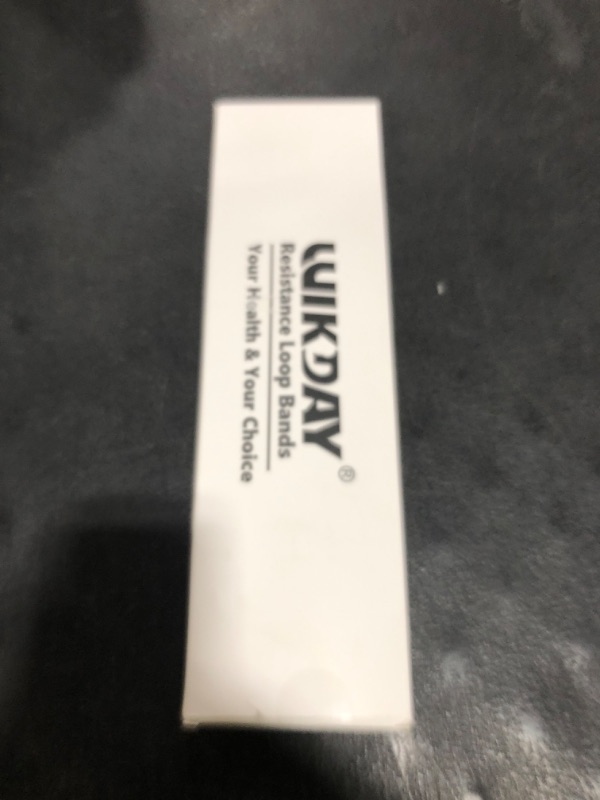 WIKDAY®
Resistance Loop Bands
Your Health & Your Choice